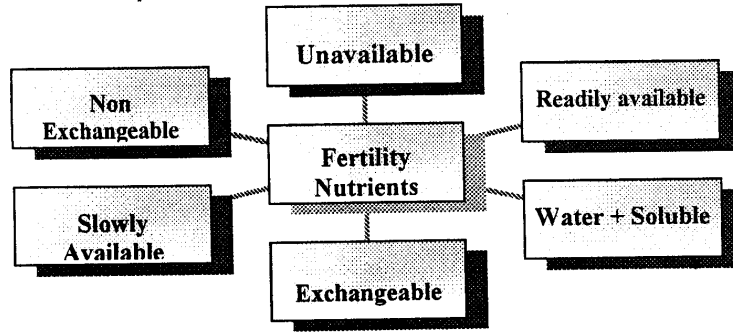 Unavailable
Non
Exchangeable
Readily available
Fertility
Nutrients
Slowly
Available
Water + Soluble
Exchangeable